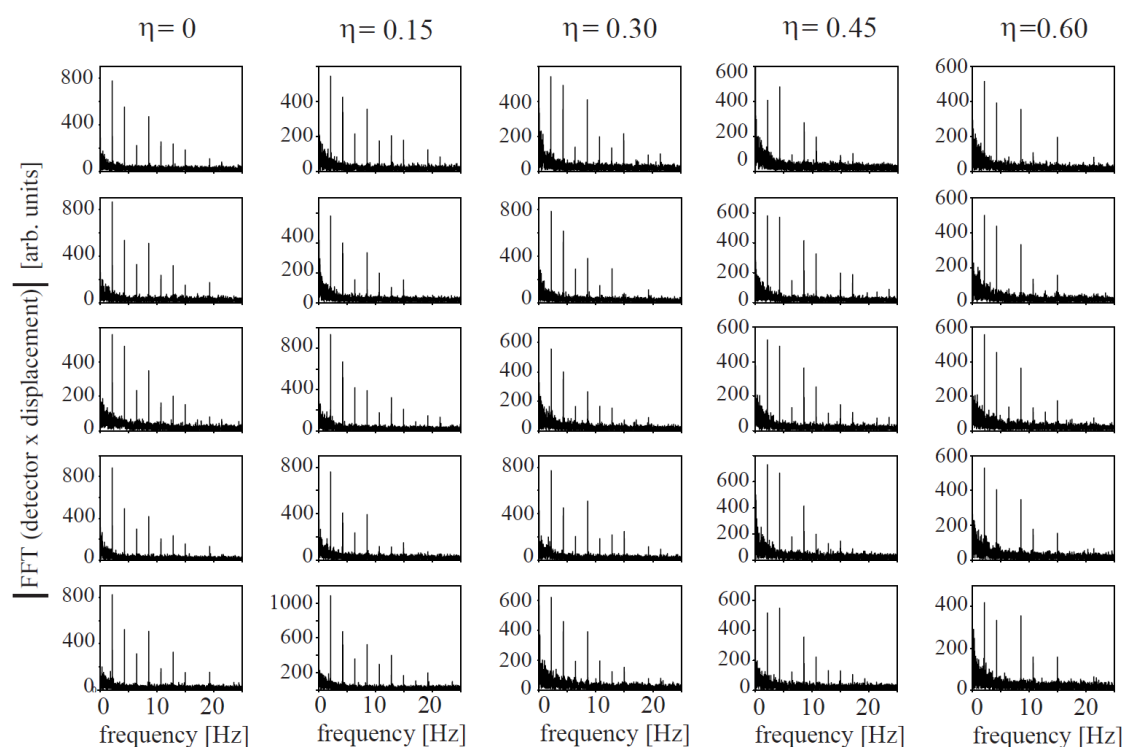 η= 0 η= 0.15 η= 0.30 η= 0.45 η=0.60
800 400 0 400 200 0 400 200 0 600 400 200 0 600 400 200 0
800 400 0 600 400 200 0 800 400 0 600 400 200 0 600 400 200 0
400 200 0 800 400 0 600 400 200 0 600 400 200 0 600 400 200 0
800 400 0 800 400 0 800 400 0 600 400 200 0 600 400 200 0
800 400 0 1000 600 200 0 600 400 200 0 600 400 200 0 400 200 0
0 10 20 0 10 20 0 10 20 0 10 20 0 10 20
frequency [Hz] frequency [Hz] frequency [Hz] frequency [Hz] frequency [Hz]
|FFT (detector x displacement)| [arb. units]